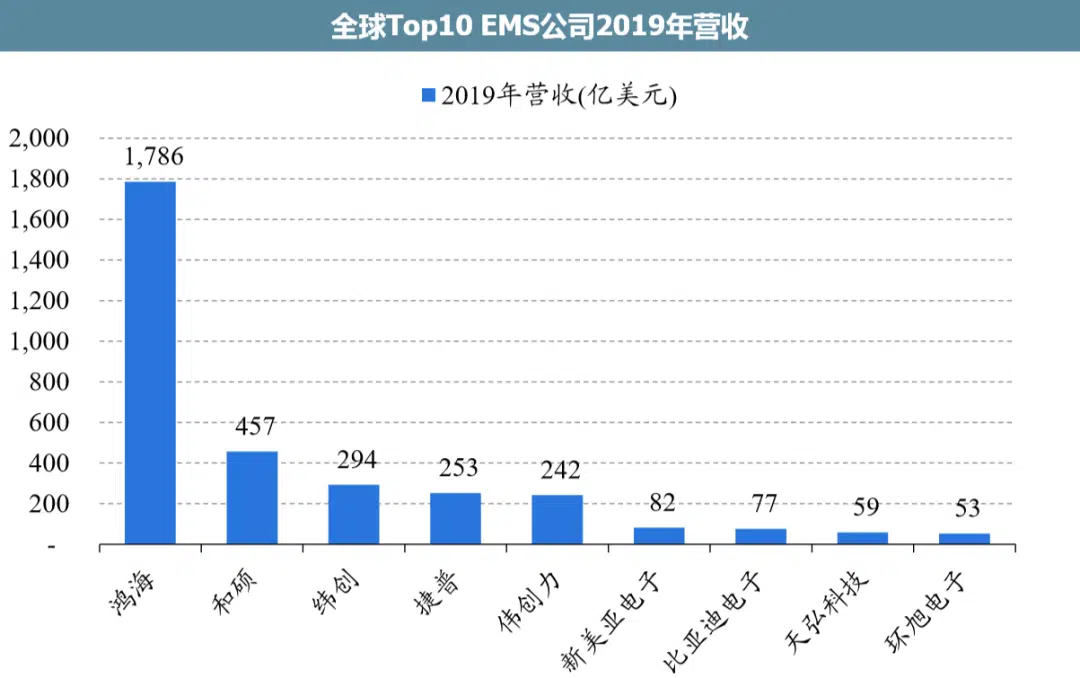 全球Top10 EMS公司2019年营收
2019年营收(亿美元)
2,000
1,800
1,600
1,400
1,200
1,000
800
600
400
200
-
1,786
457
294
253
242
82
77
59
53
鸿海
和硕
纬创
捷普
伟创力
新美亚电子
比亚迪电子
天弘科技
环旭电子